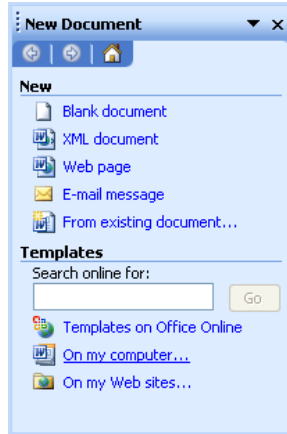 New Document
New
Blank document
XML document
Web page
E-mail message
From existing document...
Templates
Search online for:
Go
Templates on Office Online
On my computer...
On my Web sites...